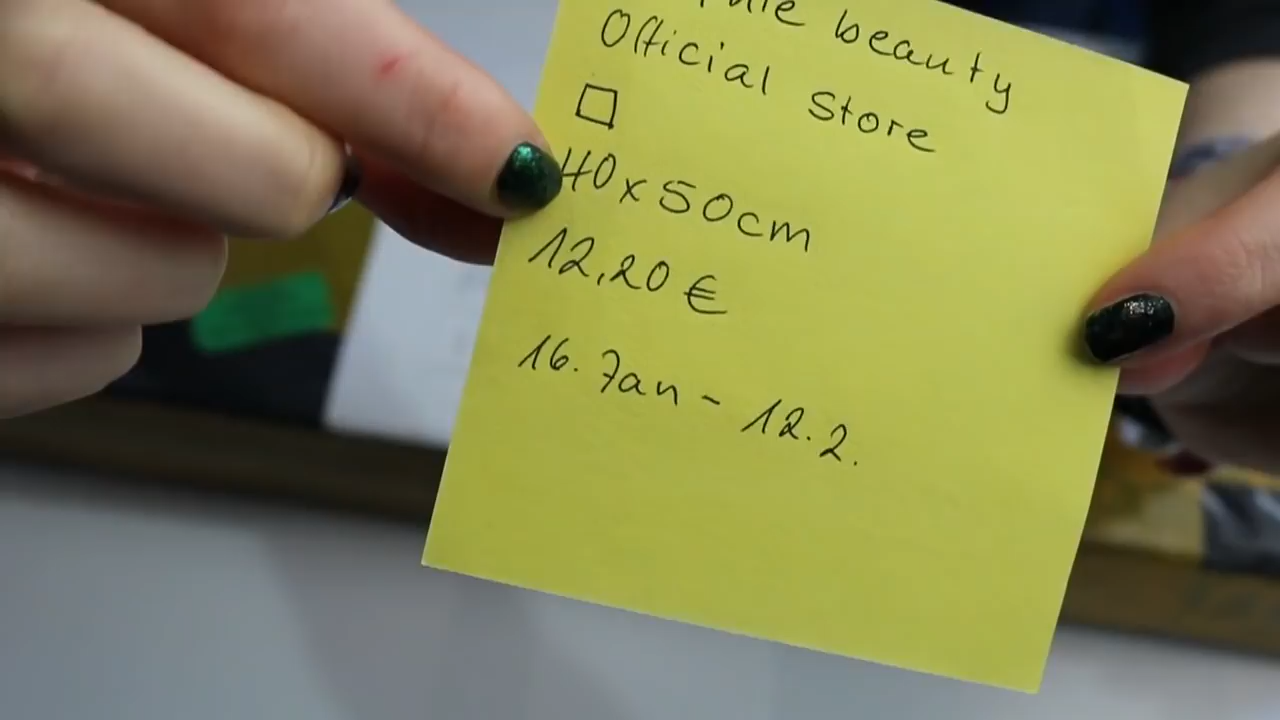 beauty
Official Store
□
40x50cm
12,20 €
16. Jan - 12.2.